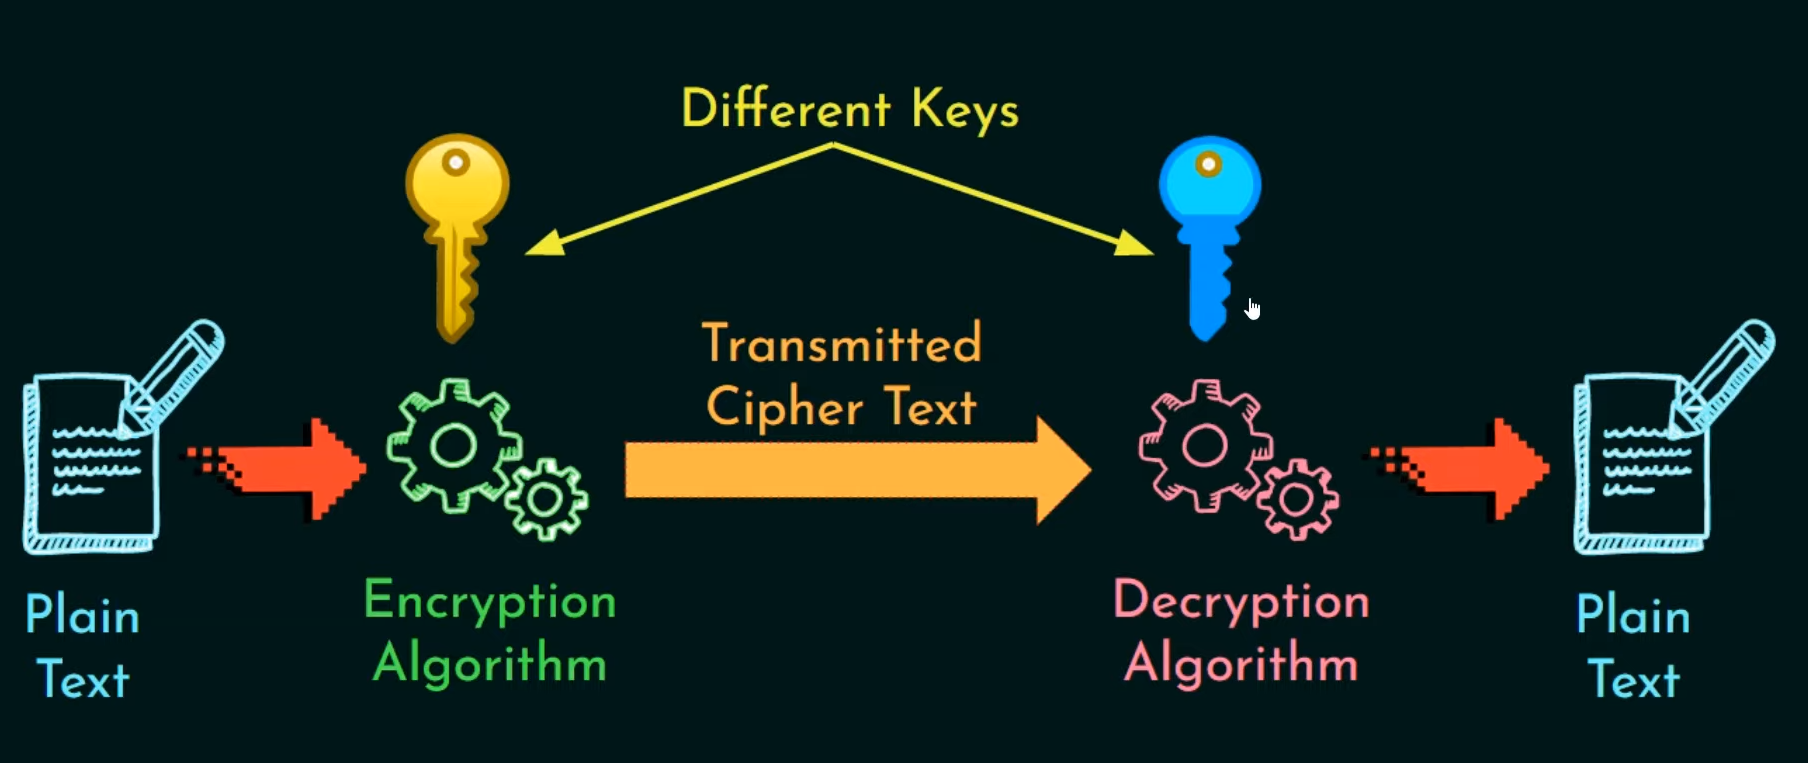 Different Keys
Transmitted
Cipher Text
Plain
Text
Encryption
Algorithm
Decryption
Algorithm
Plain
Text